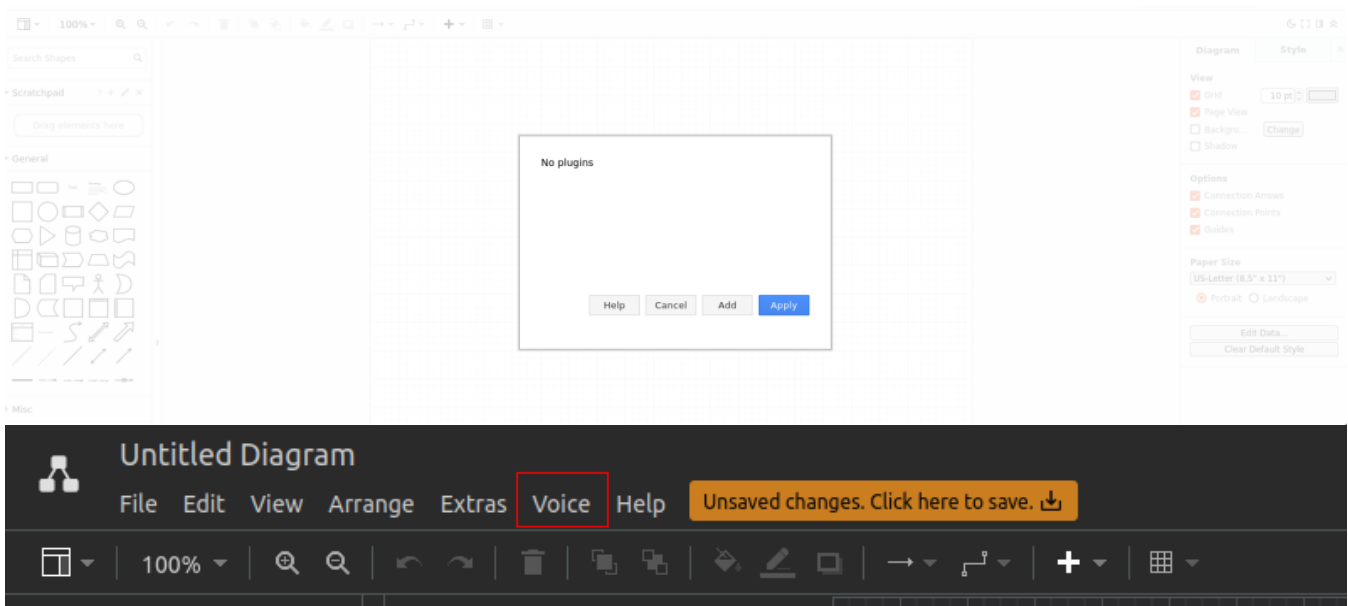 100%
Search Shapes
Scratchpad
Drag elements here
General
Misc
No plugins
Help Cancel Add Apply
Diagram Style
View
Grid 10 pt
Page View
Backgro... Change
Shadow
Options
Connection Arrows
Connection Points
Guides
Paper Size
US-Letter (8.5" x 11")
Portrait Landscape
Edit Data...
Clear Default Style
Untitled Diagram
File Edit View Arrange Extras Voice Help Unsaved changes. Click here to save.
100%